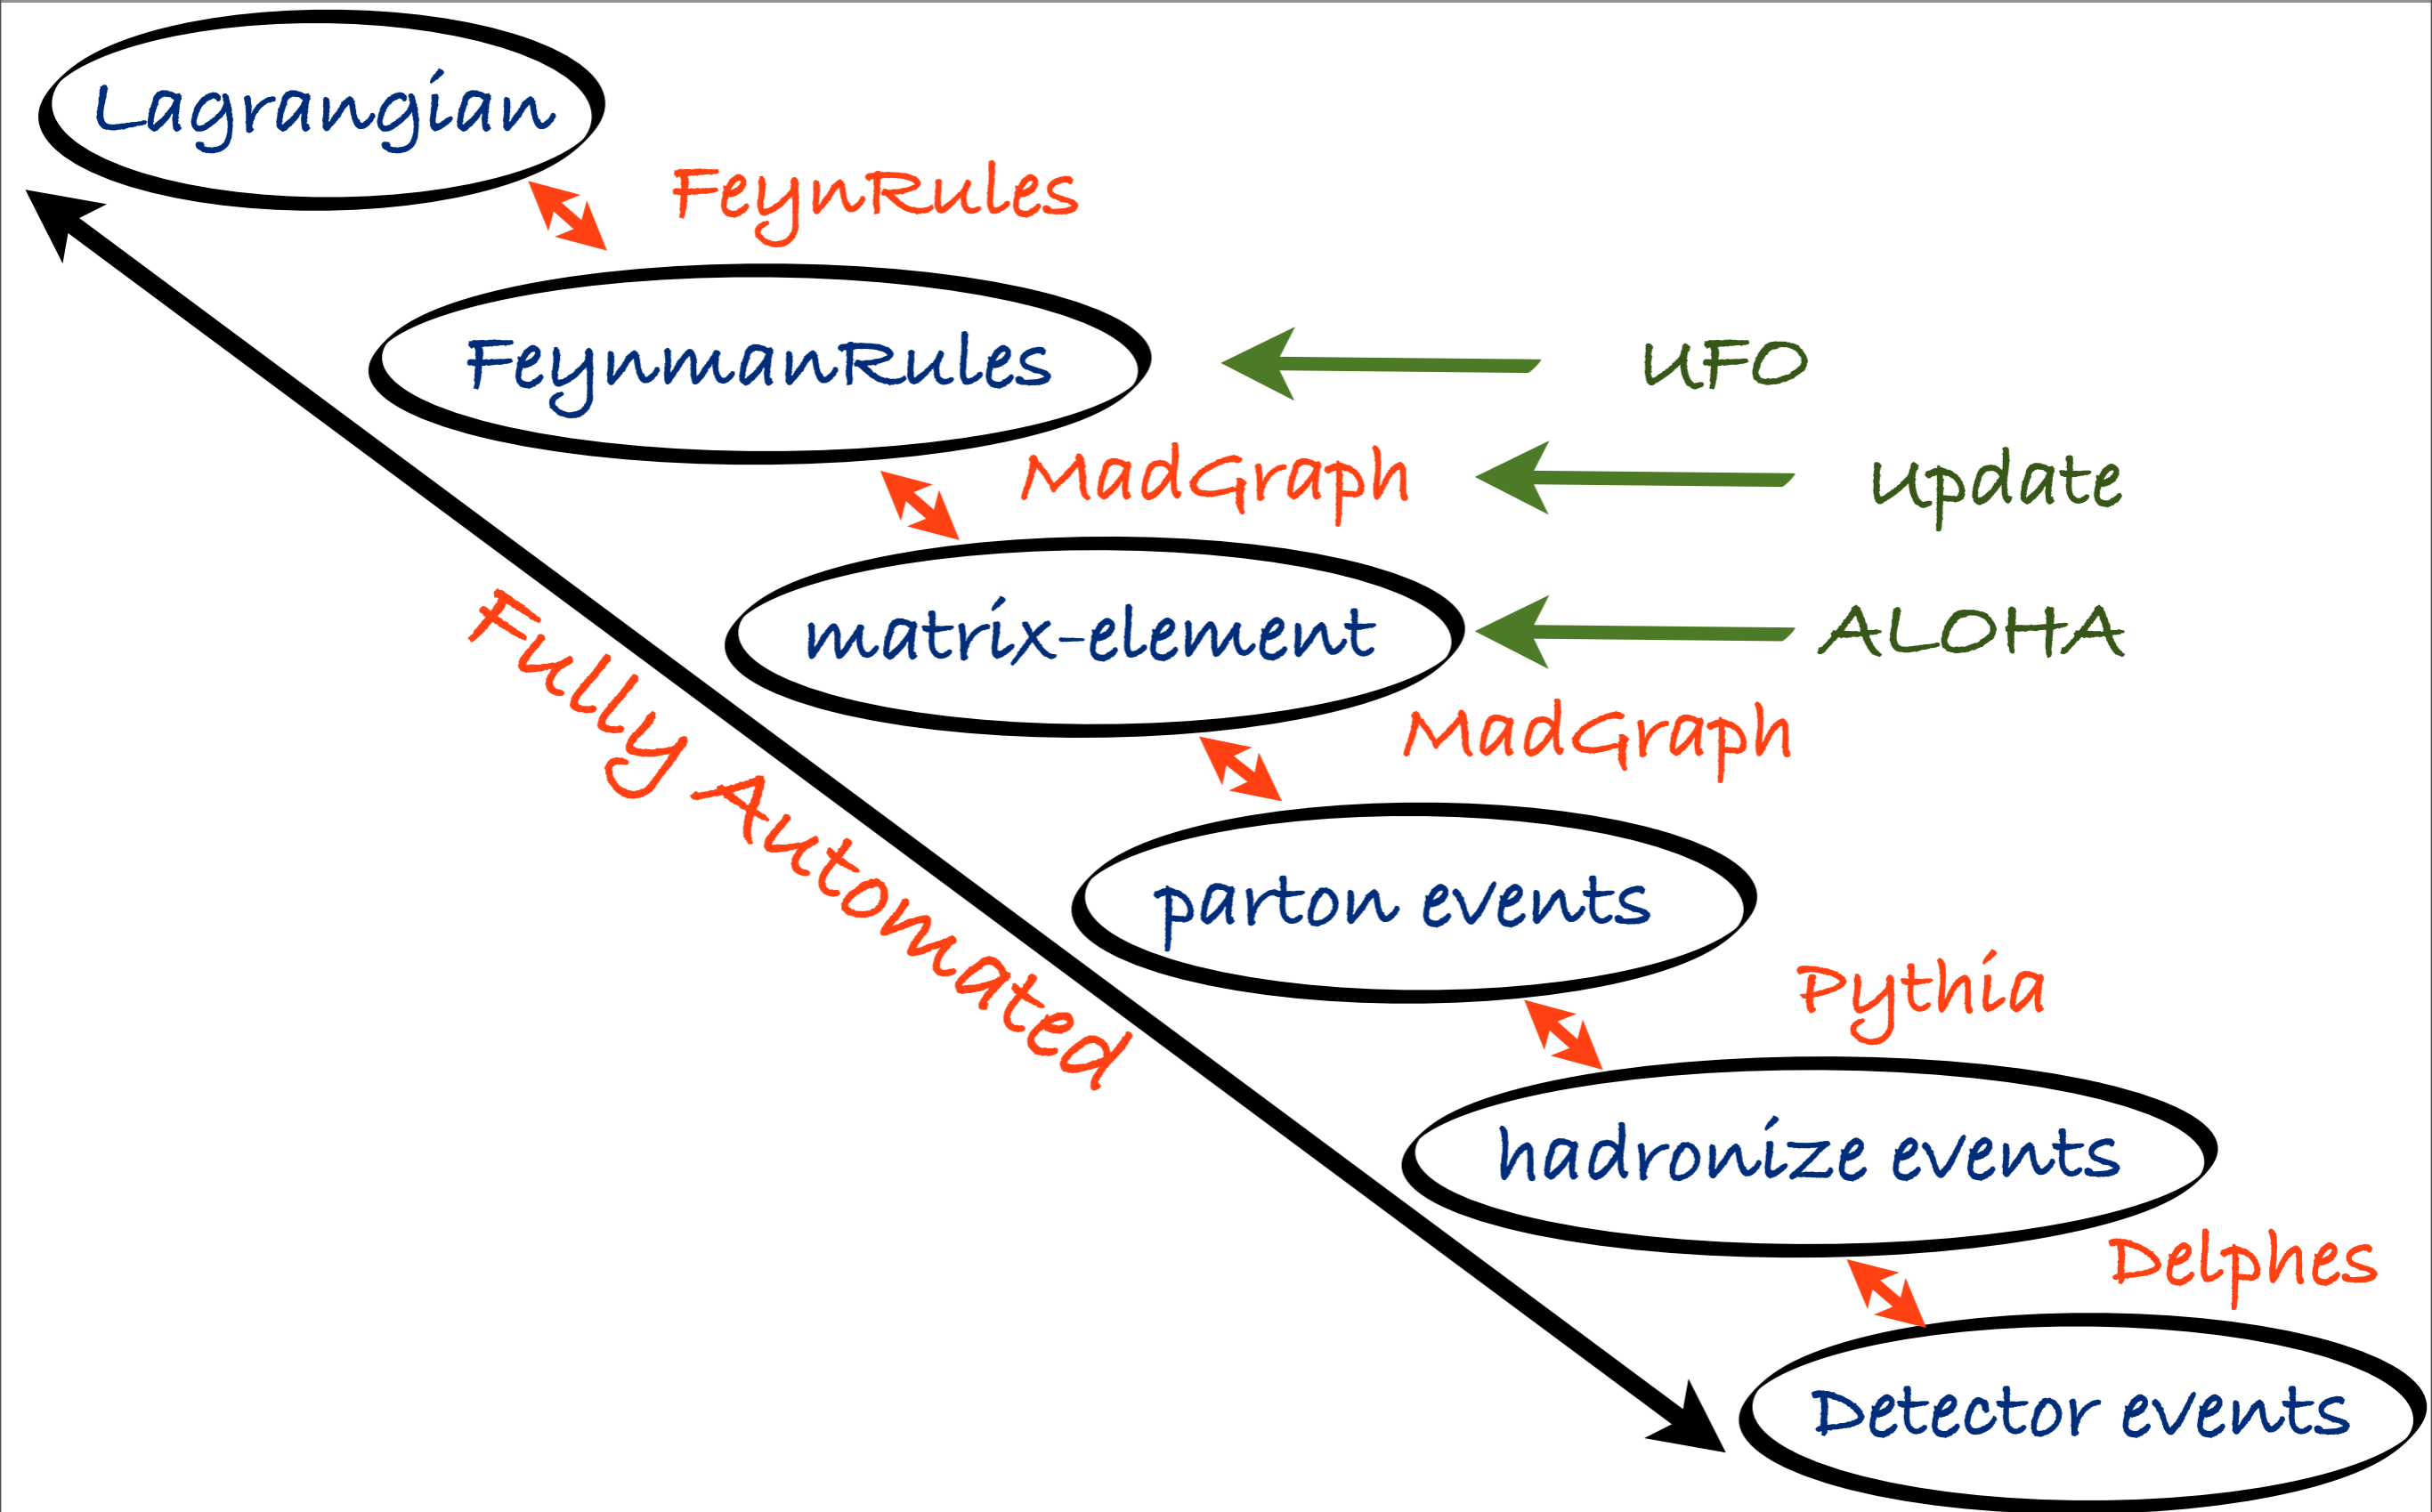 Lagrangian
FeynRules
FeynmanRules
UFO
MadGraph
Update
matrix-element
ALOHA
MadGraph
Fully Automated
parton events
Pythia
hadronize events
Delphes
Detector events